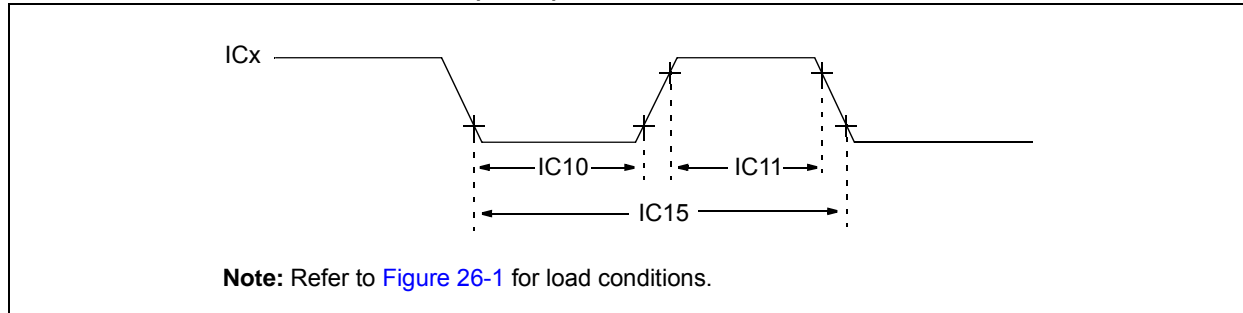 ICx
IC10
IC11
IC15
Note: Refer to Figure 26-1 for load conditions.